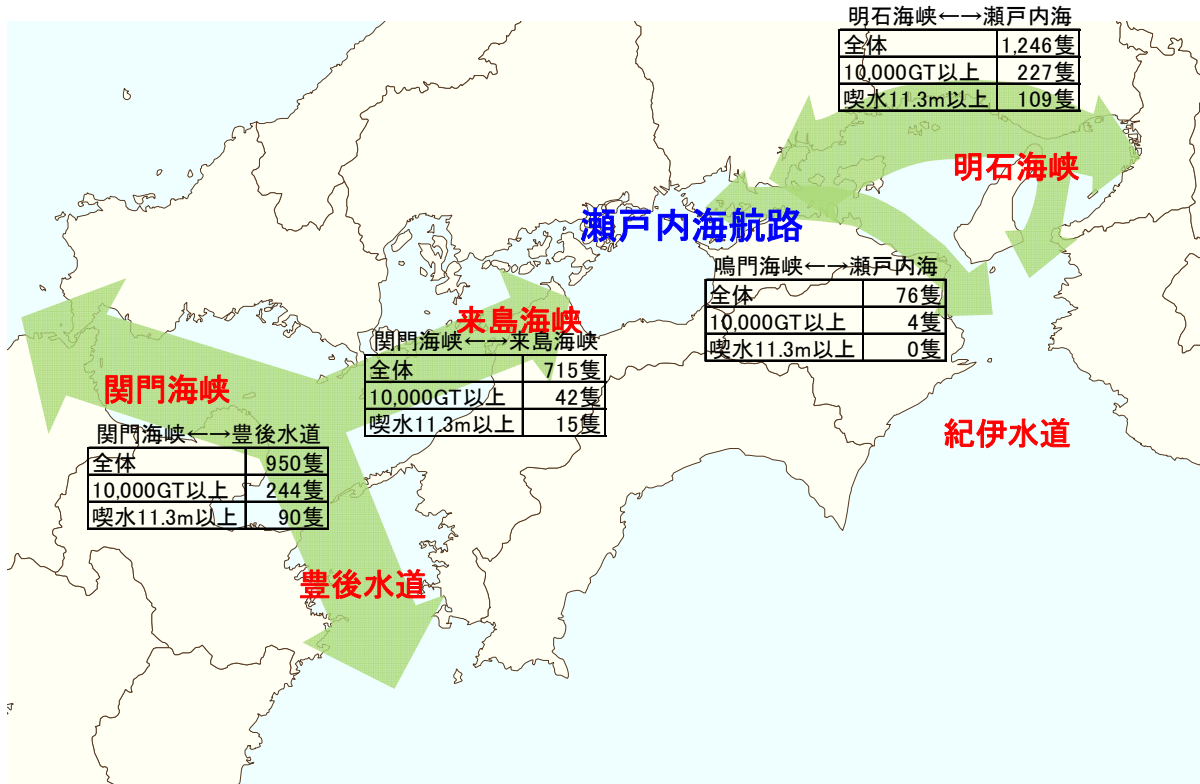 明石海峡←→瀬戸内海
全体 1,246隻
10,000GT以上 227隻
喫水11.3m以上 109隻
明石海峡
瀬戸内海航路
鳴門海峡←→瀬戸内海
全体 76隻
10,000GT以上 4隻
喫水11.3m以上 0隻
来島海峡
関門海峡←→来島海峡
全体 715隻
10,000GT以上 42隻
喫水11.3m以上 15隻
関門海峡
関門海峡←→豊後水道
全体 950隻
10,000GT以上 244隻
喫水11.3m以上 90隻
紀伊水道
豊後水道